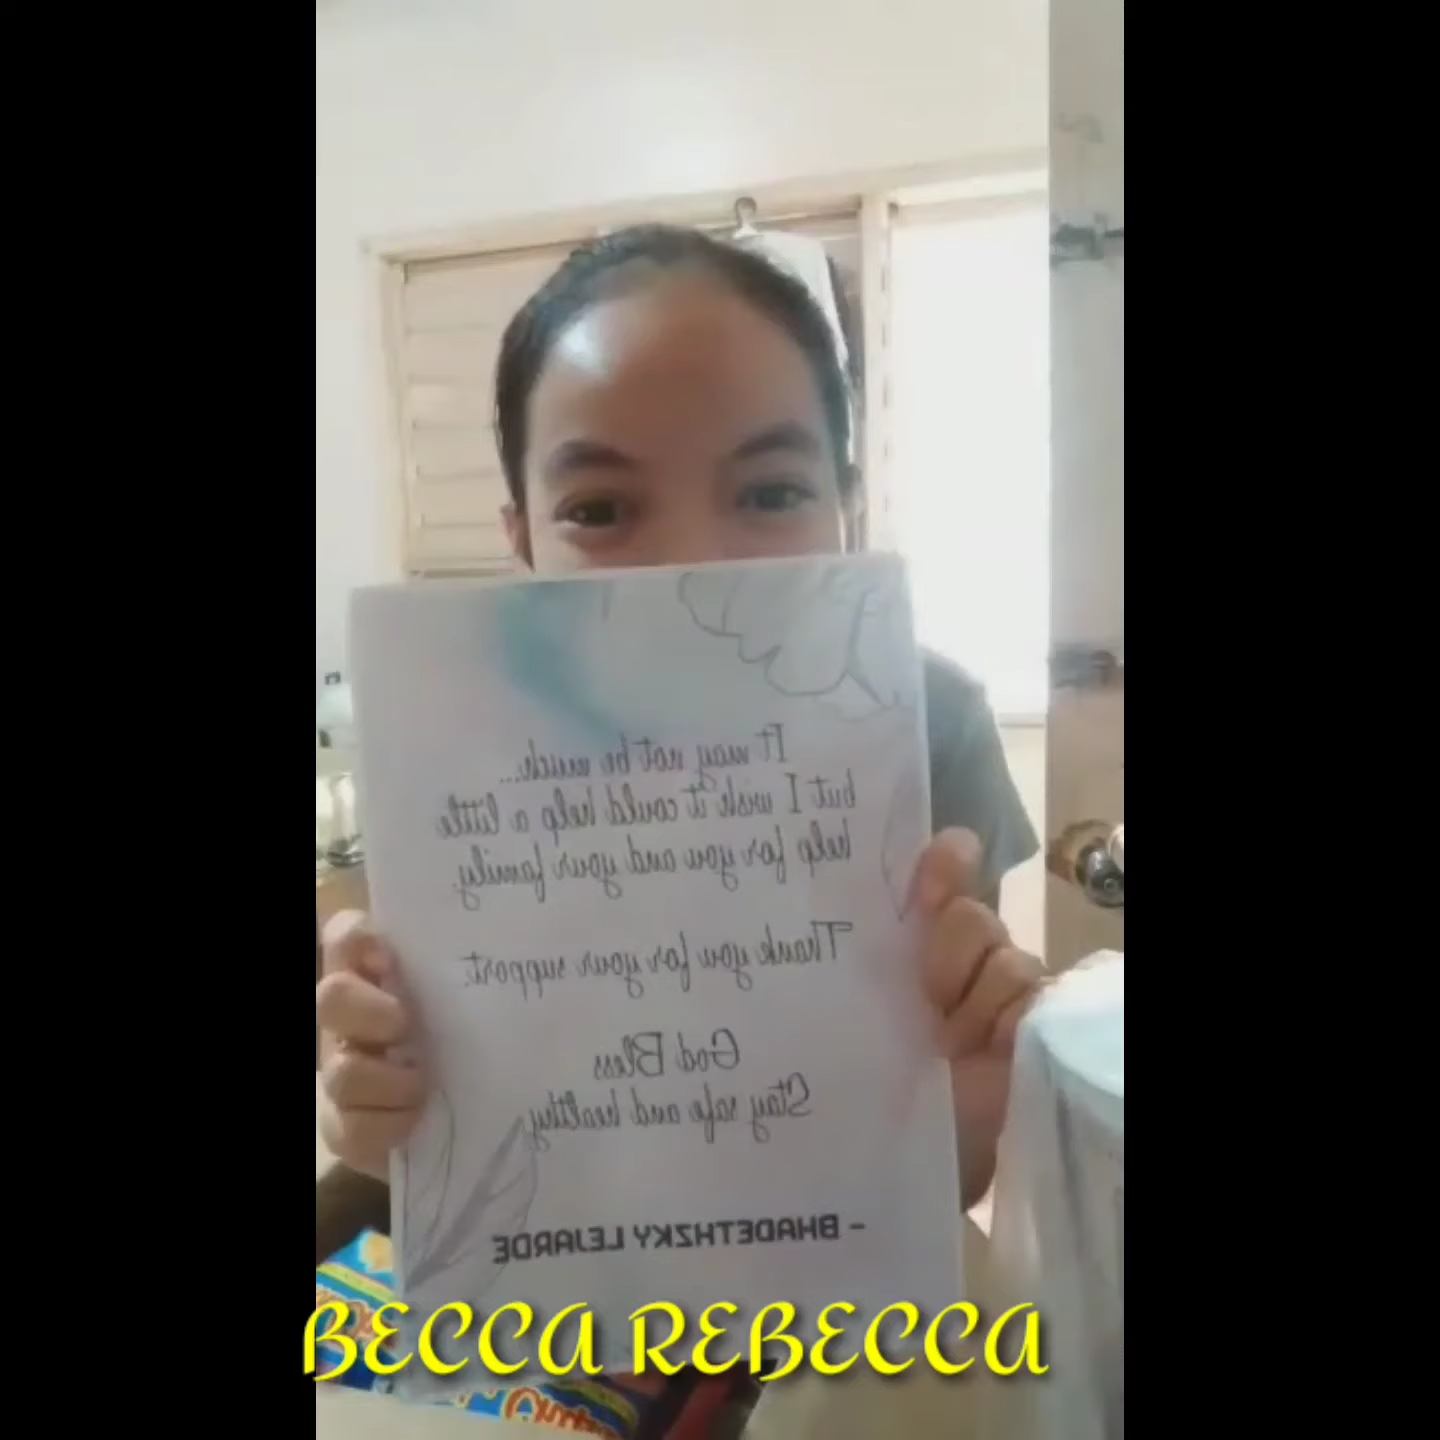 It may not be much...
but I wish it could help a little
help for you and your family.
Thank you for your support.
God Bless
Stay safe and healthy
- BHADETHZKY LEJARDE
BECCA REBECCA